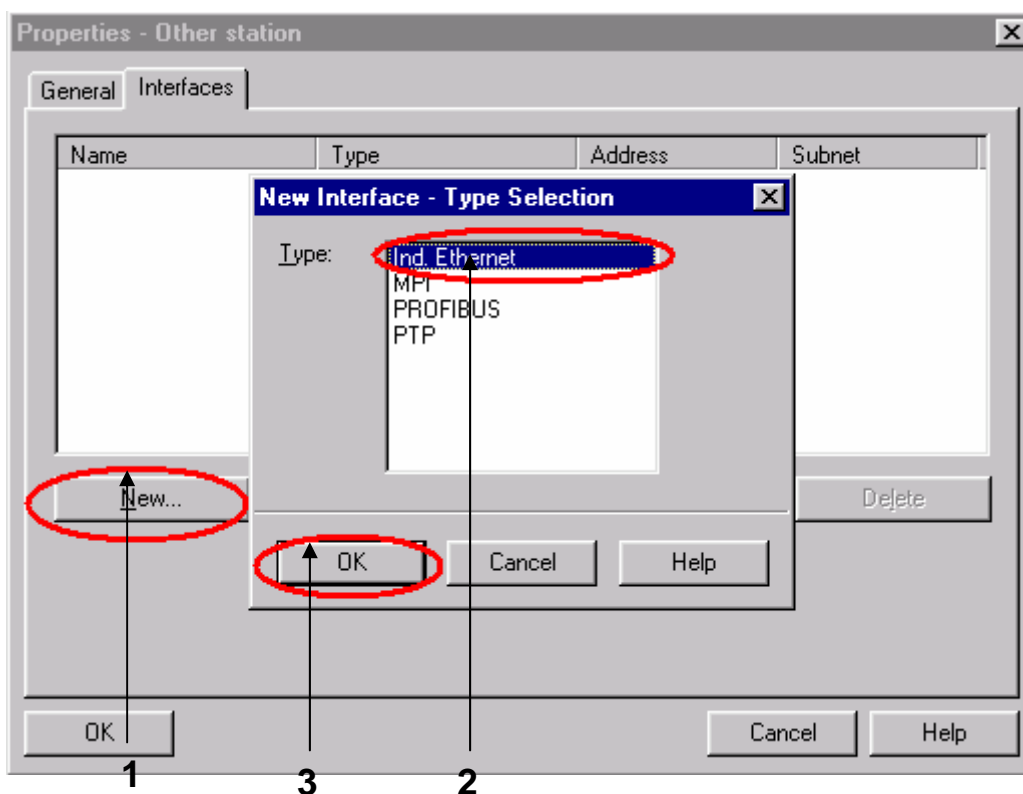 Properties - Other station
General Interfaces
Name Type Address Subnet
New Interface - Type Selection
Type: Ind. Ethernet
MPI
PROFIBUS
PTP
New... Delete
OK Cancel Help
OK Cancel Help
1 3 2